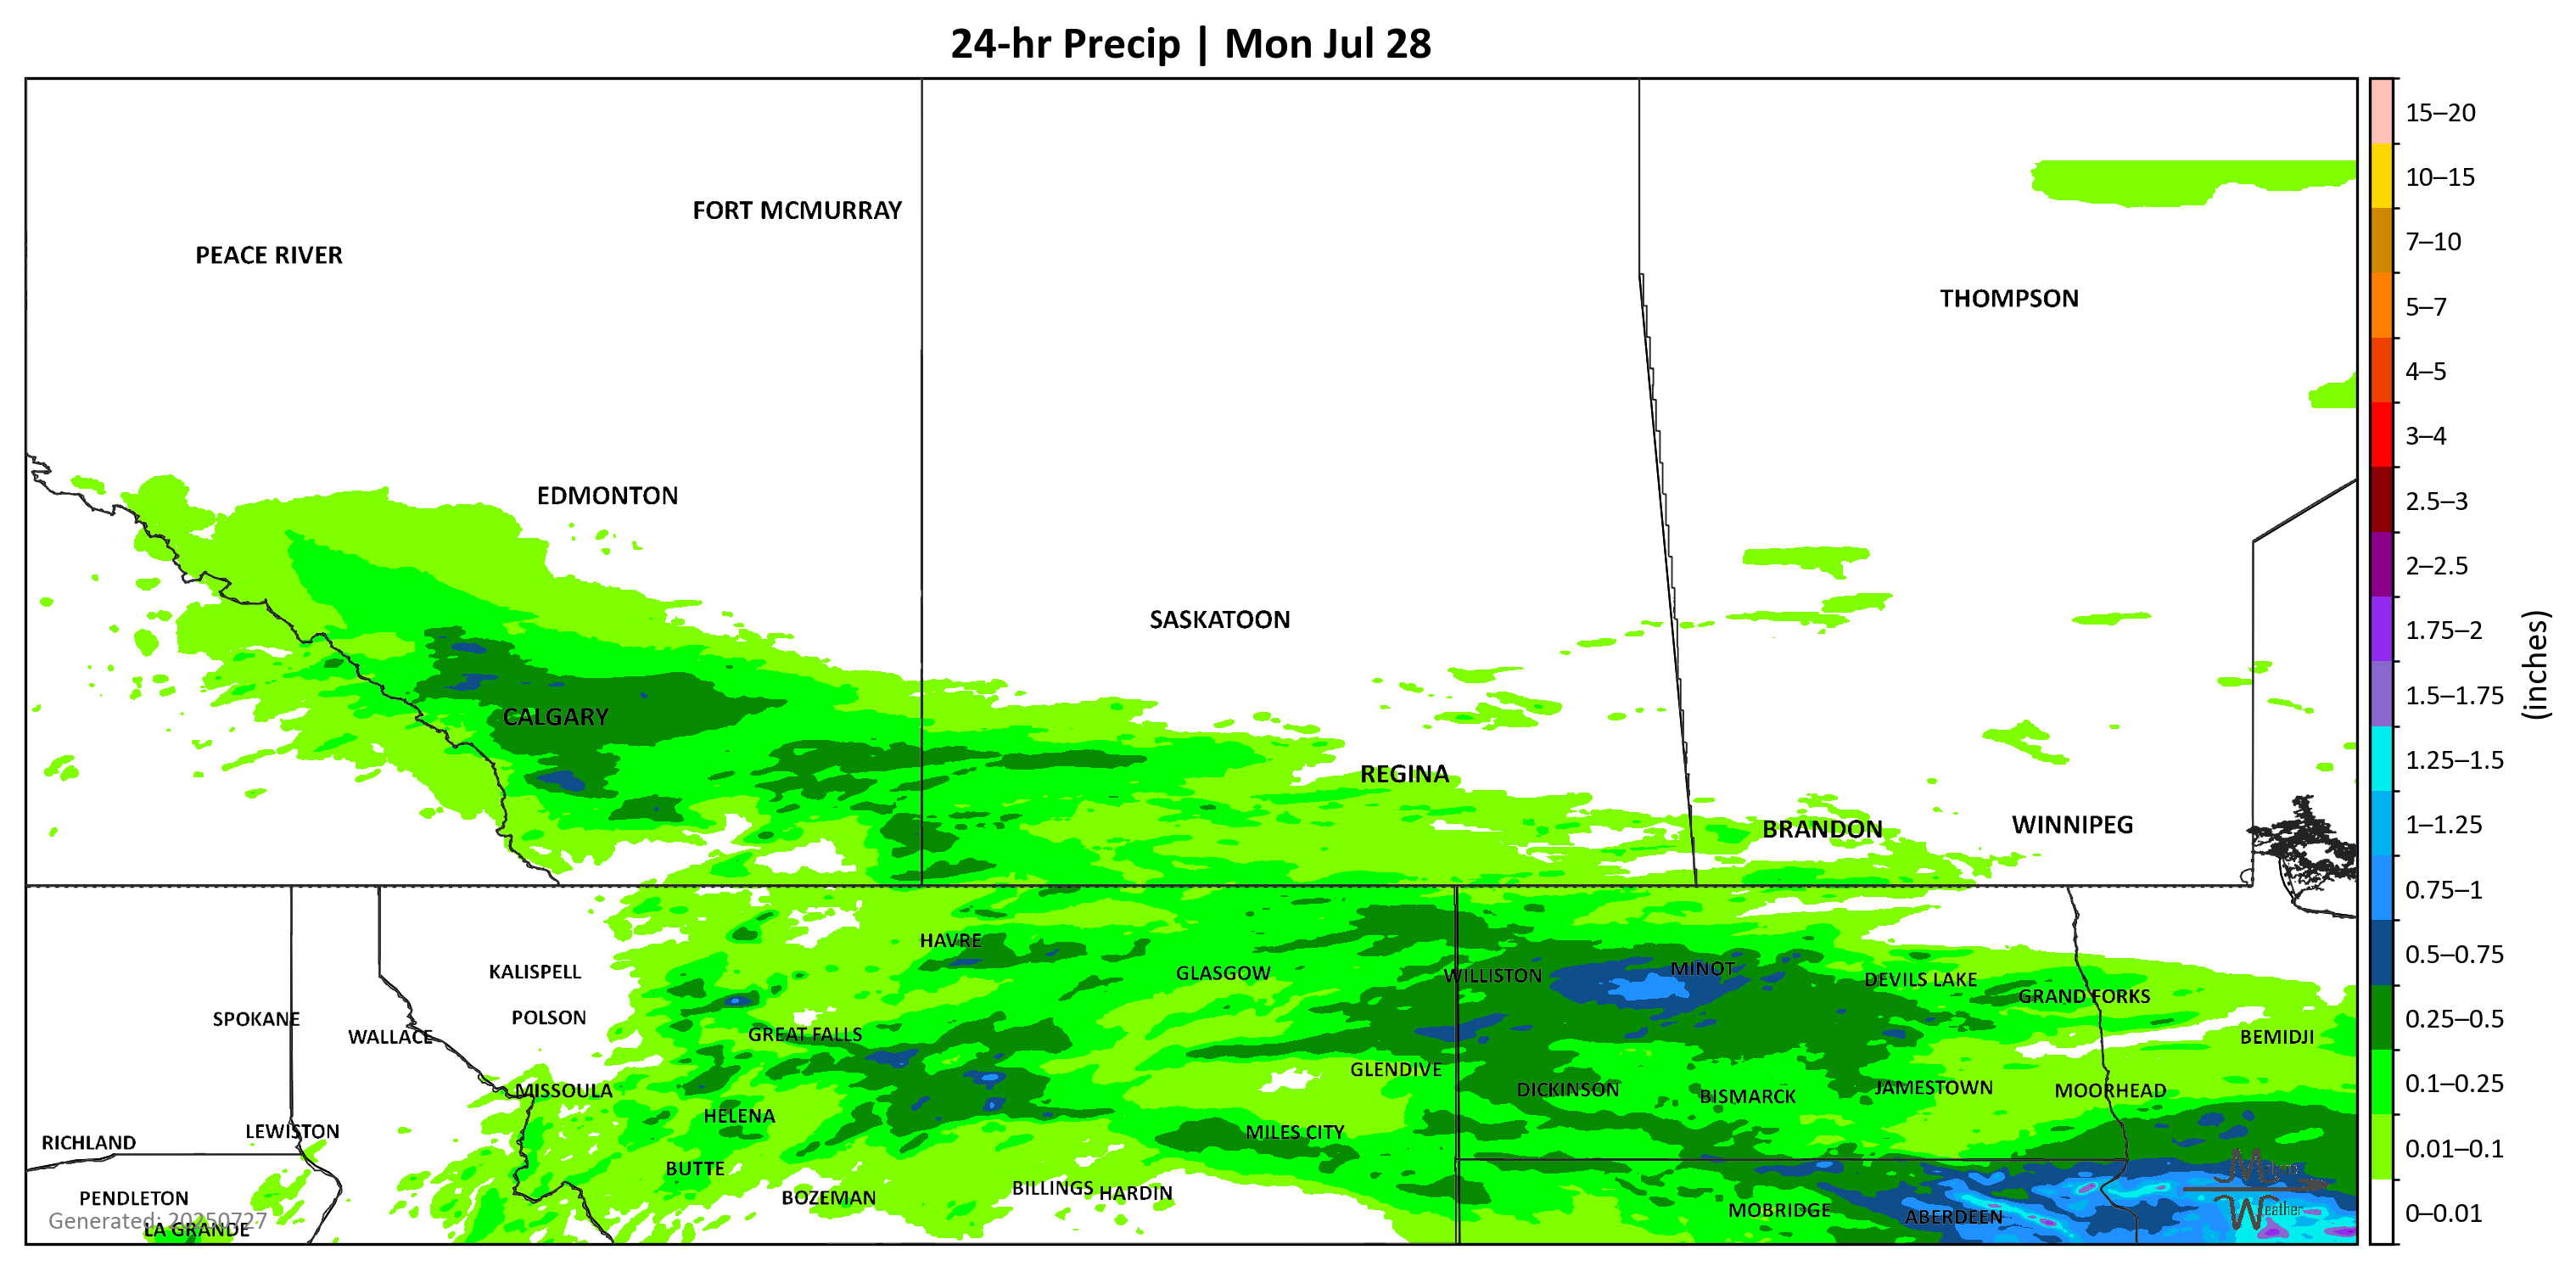 24-hr Precip | Mon Jul 28
15–20
10–15
7–10
5–7
4–5
3–4
2.5–3
2–2.5
1.75–2
1.5–1.75
1.25–1.5
1–1.25
0.75–1
0.5–0.75
0.25–0.5
0.1–0.25
0.01–0.1
0–0.01
(inches)
FORT MCMURRAY
PEACE RIVER
THOMPSON
EDMONTON
SASKATOON
CALGARY
REGINA
BRANDON
WINNIPEG
HAVRE
KALISPELL
GLASGOW
WILLISTON
MINOT
DEVILS LAKE
GRAND FORKS
SPOKANE
POLSON
WALLACE
GREAT FALLS
BEMIDJI
GLENDIVE
MISSOULA
DICKINSON
BISMARCK
JAMESTOWN
MOORHEAD
HELENA
LEWISTON
RICHLAND
MILES CITY
BUTTE
PENDLETON
BOZEMAN
BILLINGS
HARDIN
MOBRIDGE
ABERDEEN
Weather
Generated: 20250727
LA GRANDE